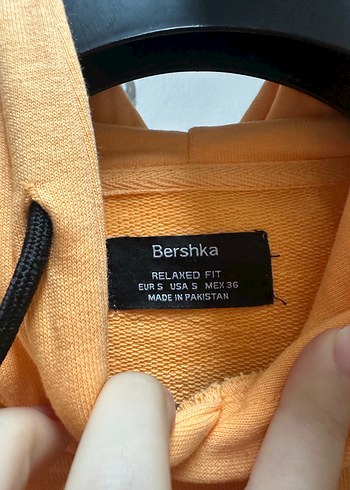 Bershka
RELAXED FIT
EUR S USA S MEX 36
MADE IN PAKISTAN